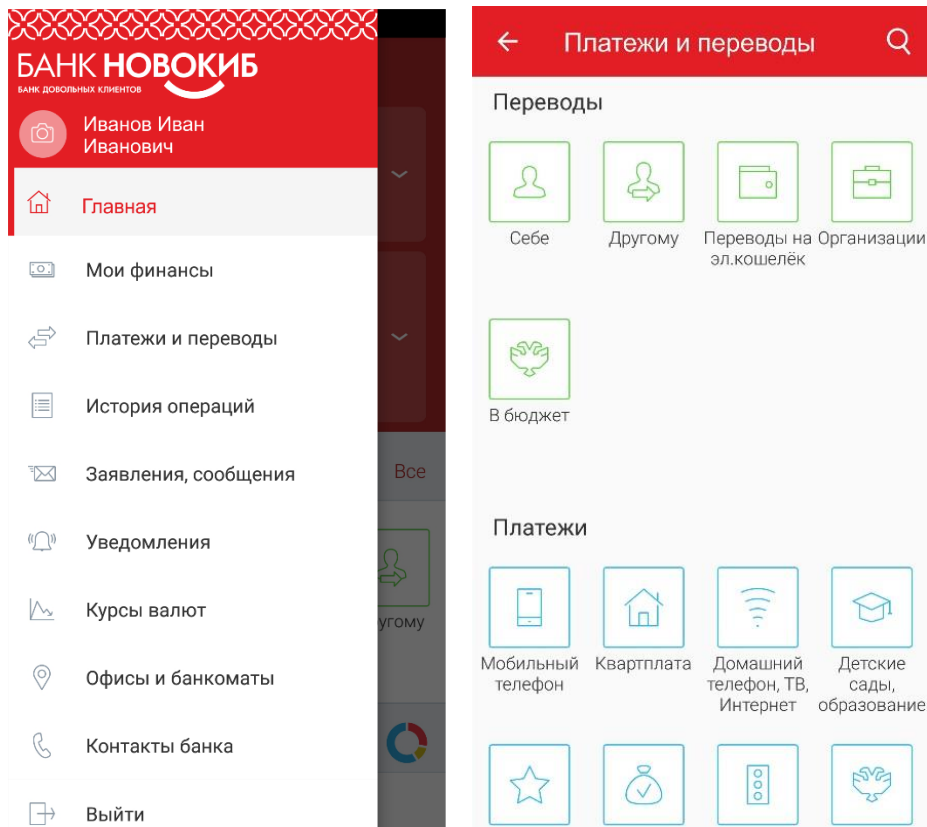 БАНК НОВОКИБ
БАНК ДОВОЛЬНЫХ КЛИЕНТОВ
Иванов Иван
Иванович
Главная
Мои финансы
Платежи и переводы
История операций
Заявления, сообщения
Уведомления
Курсы валют
Офисы и банкоматы
Контакты банка
Выйти
Все
угому
Платежи и переводы
Переводы
Себе
Другому
Переводы на
эл.кошелёк
Организации
В бюджет
Платежи
Мобильный
телефон
Квартплата
Домашний
телефон, ТВ,
Интернет
Детские
сады,
образование